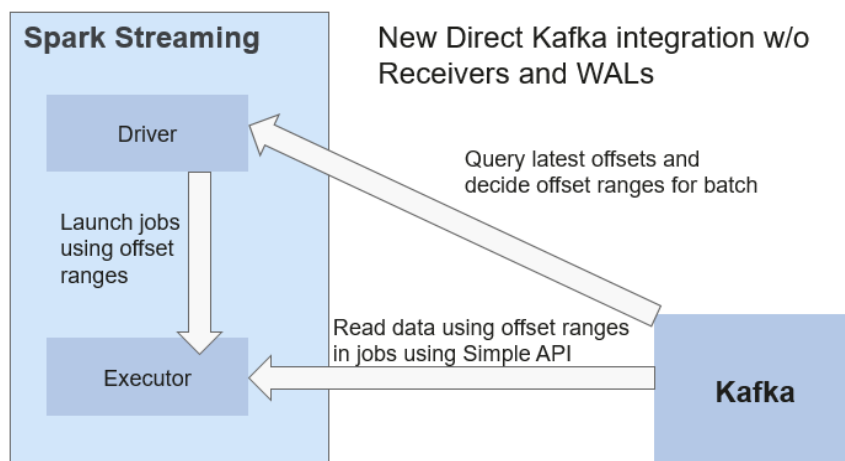 Spark Streaming
New Direct Kafka integration w/o
Receivers and WALs
Driver
Query latest offsets and
decide offset ranges for batch
Launch jobs
using offset
ranges
Read data using offset ranges
in jobs using Simple API
Executor
Kafka